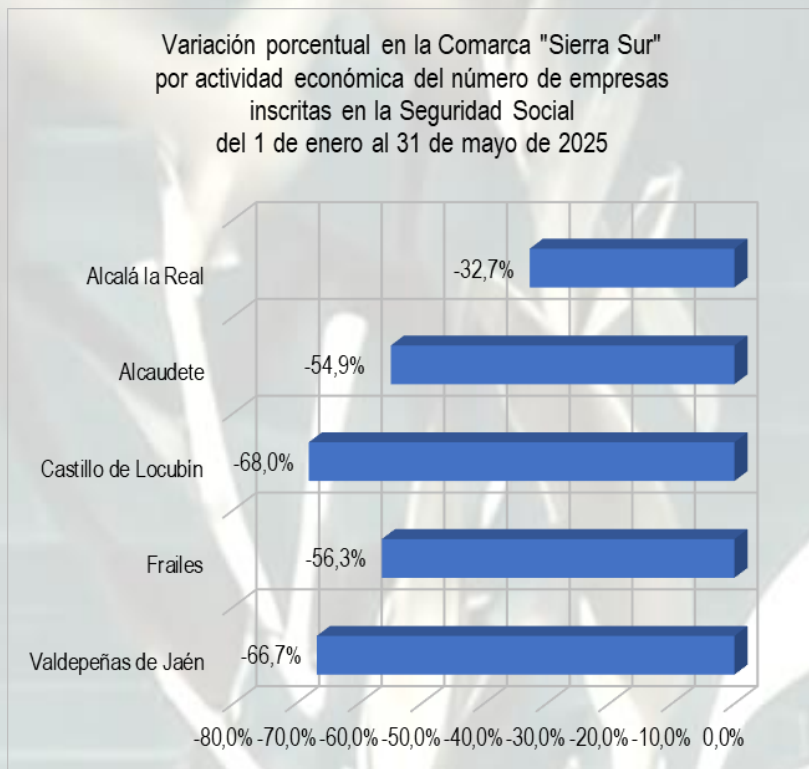 Variación porcentual en la Comarca "Sierra Sur"
por actividad económica del número de empresas
inscritas en la Seguridad Social
del 1 de enero al 31 de mayo de 2025
Alcalá la Real
-32,7%
Alcaudete
-54,9%
Castillo de Locubín
-68,0%
Frailes
-56,3%
Valdepeñas de Jaén
-66,7%
-80,0% -70,0% -60,0% -50,0% -40,0% -30,0% -20,0% -10,0% 0,0%